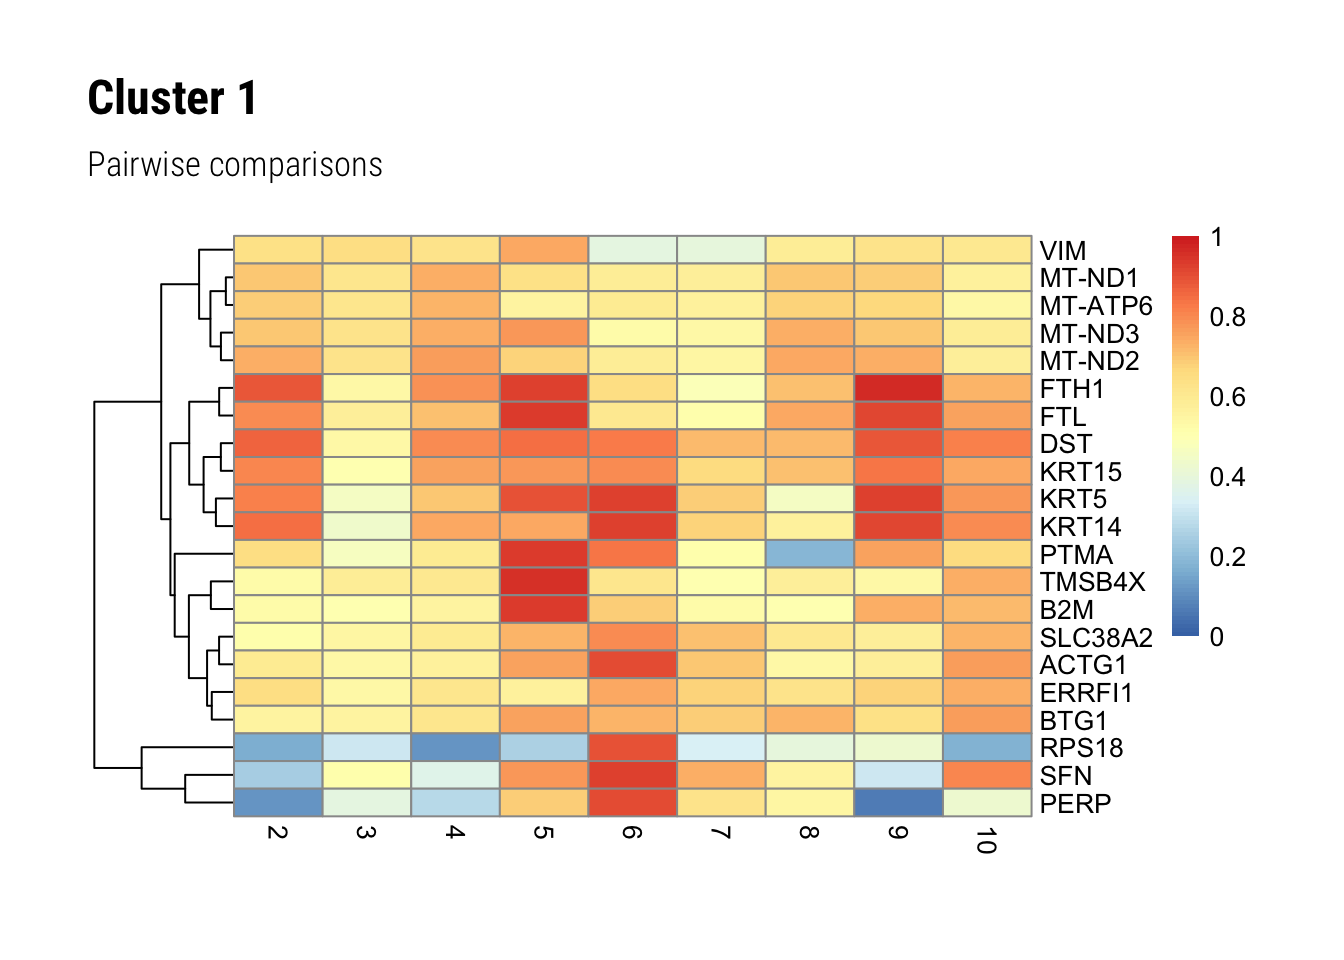 Cluster 1
Pairwise comparisons
VIM
MT-ND1
MT-ATP6
MT-ND3
MT-ND2
FTH1
FTL
DST
KRT15
KRT5
KRT14
PTMA
TMSB4X
B2M
SLC38A2
ACTG1
ERRFI1
BTG1
RPS18
SFN
PERP
2 3 4 5 6 7 8 9 10
1
0.8
0.6
0.4
0.2
0